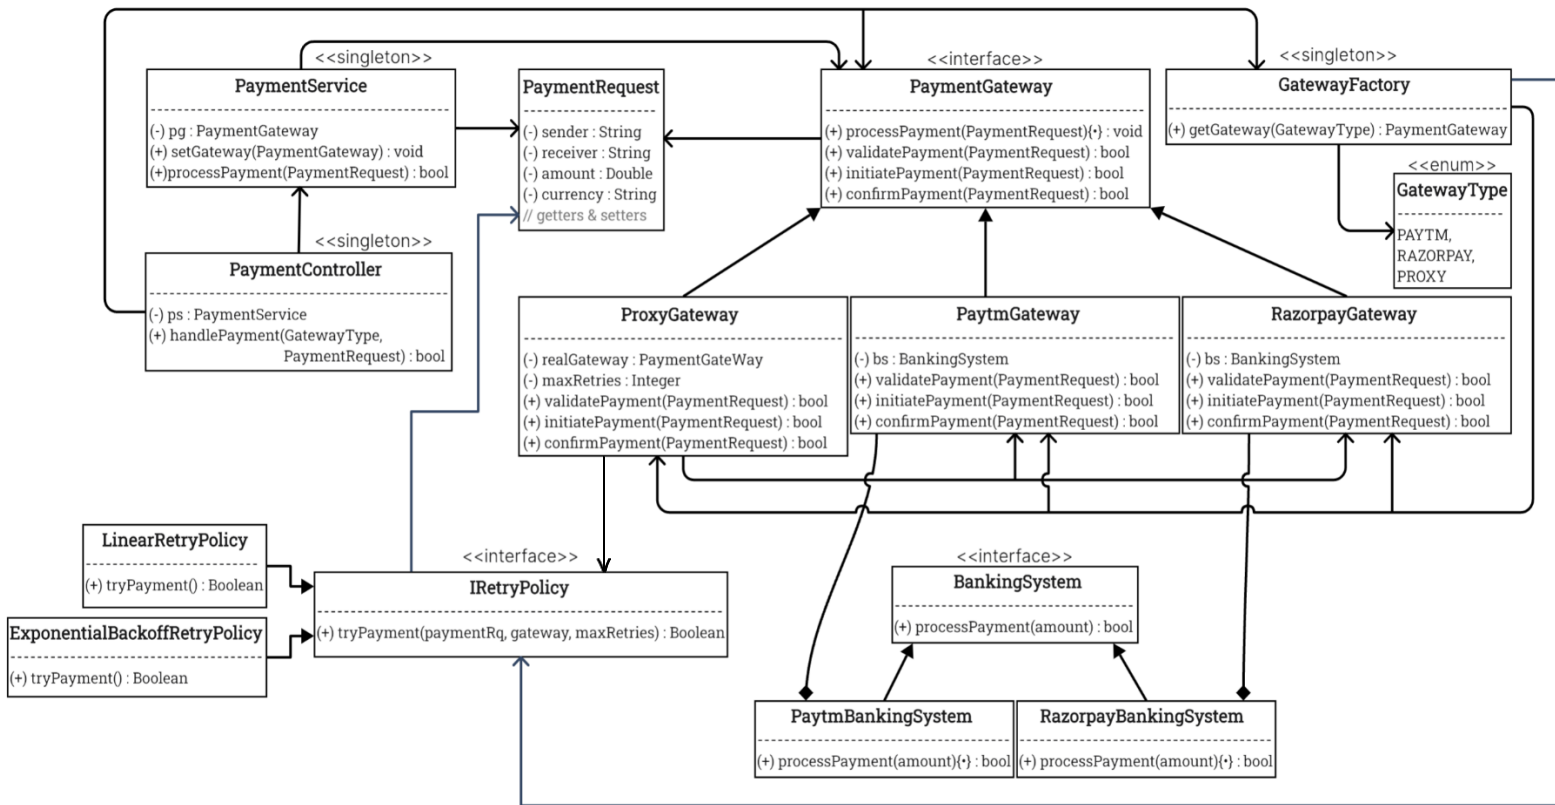 <<singleton>>
PaymentService
(-) pg : PaymentGateway
(+) setGateway(PaymentGateway) : void
(+)processPayment(PaymentRequest) : bool
PaymentRequest
(-) sender : String
(-) receiver : String
(-) amount : Double
(-) currency : String
// getters & setters
<<interface>>
PaymentGateway
(+) processPayment(PaymentRequest){•} : void
(+) validatePayment(PaymentRequest) : bool
(+) initiatePayment(PaymentRequest) : bool
(+) confirmPayment(PaymentRequest) : bool
<<singleton>>
GatewayFactory
(+) getGateway(GatewayType) : PaymentGateway
<<enum>>
GatewayType
PAYTM,
RAZORPAY,
PROXY
<<singleton>>
PaymentController
(-) ps : PaymentService
(+) handlePayment(GatewayType,
PaymentRequest) : bool
ProxyGateway
(-) realGateway : PaymentGateWay
(-) maxRetries : Integer
(+) validatePayment(PaymentRequest) : bool
(+) initiatePayment(PaymentRequest) : bool
(+) confirmPayment(PaymentRequest) : bool
PaytmGateway
(-) bs : BankingSystem
(+) validatePayment(PaymentRequest) : bool
(+) initiatePayment(PaymentRequest) : bool
(+) confirmPayment(PaymentRequest) : bool
RazorpayGateway
(-) bs : BankingSystem
(+) validatePayment(PaymentRequest) : bool
(+) initiatePayment(PaymentRequest) : bool
(+) confirmPayment(PaymentRequest) : bool
LinearRetryPolicy
(+) tryPayment() : Boolean
ExponentialBackoffRetryPolicy
(+) tryPayment() : Boolean
<<interface>>
IRetryPolicy
(+) tryPayment(paymentRq, gateway, maxRetries) : Boolean
<<interface>>
BankingSystem
(+) processPayment(amount) : bool
PaytmBankingSystem
(+) processPayment(amount){•} : bool
RazorpayBankingSystem
(+) processPayment(amount){•} : bool